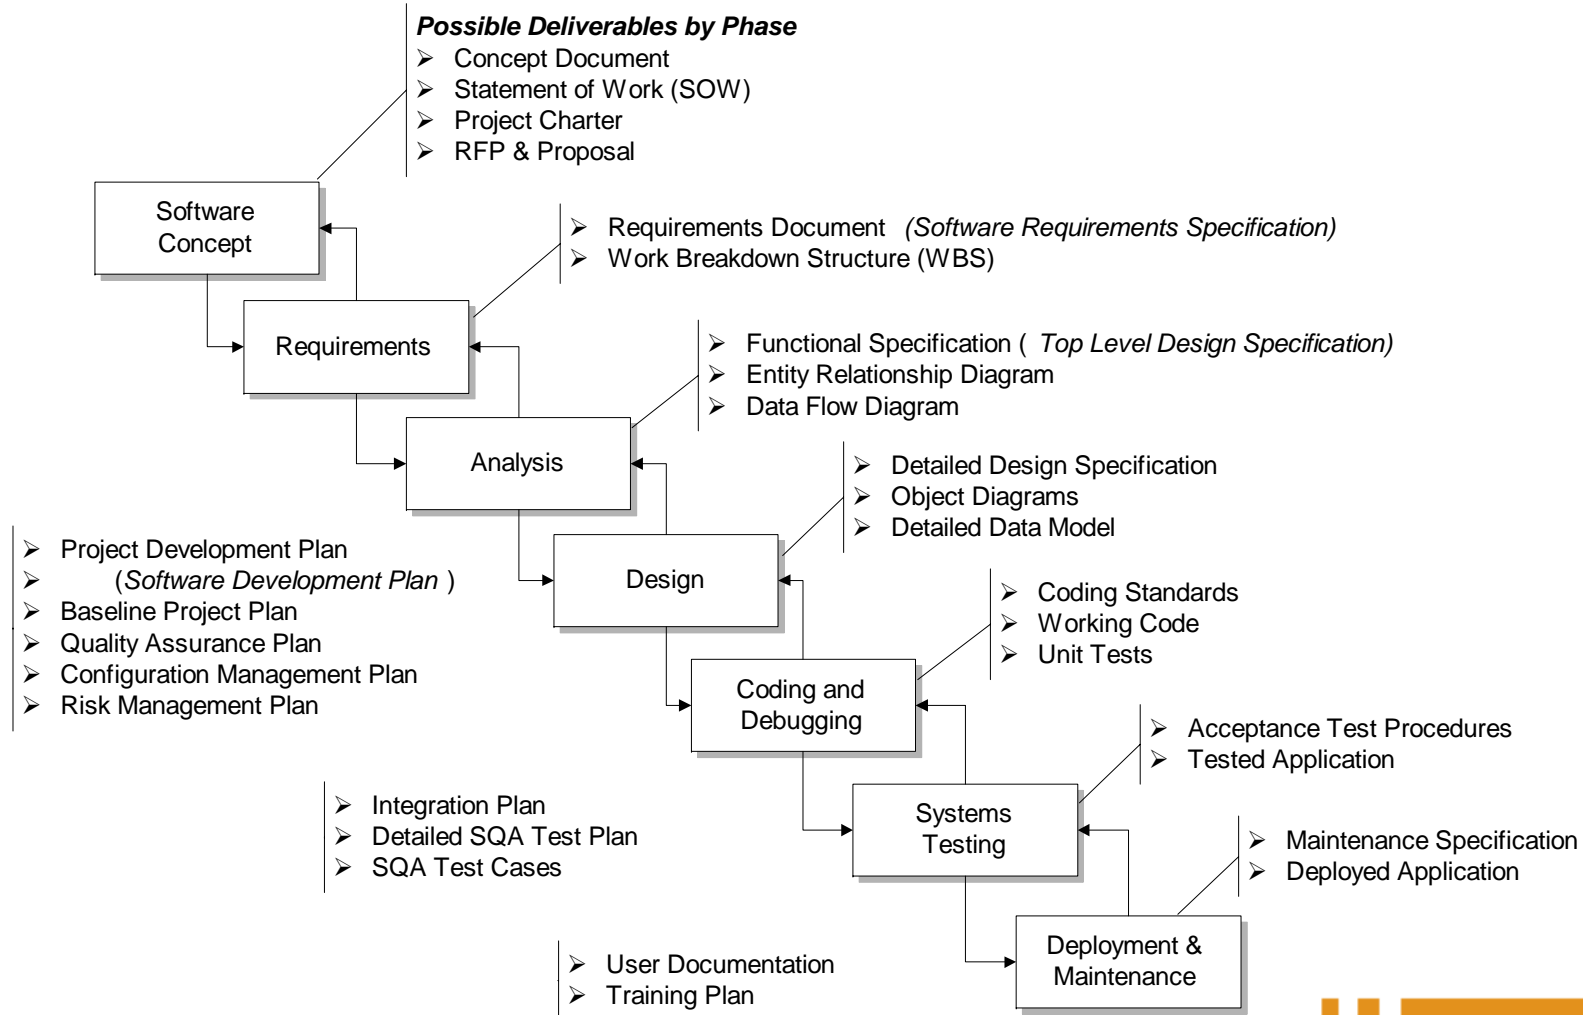 Possible Deliverables by Phase
➢ Concept Document
➢ Statement of Work (SOW)
➢ Project Charter
➢ RFP & Proposal
Software
Concept
➢ Requirements Document (Software Requirements Specification)
➢ Work Breakdown Structure (WBS)
Requirements
➢ Functional Specification ( Top Level Design Specification)
➢ Entity Relationship Diagram
➢ Data Flow Diagram
Analysis
➢ Detailed Design Specification
➢ Object Diagrams
➢ Detailed Data Model
➢ Project Development Plan
➢ (Software Development Plan )
➢ Baseline Project Plan
➢ Quality Assurance Plan
➢ Configuration Management Plan
➢ Risk Management Plan
Design
➢ Coding Standards
➢ Working Code
➢ Unit Tests
Coding and
Debugging
➢ Acceptance Test Procedures
➢ Tested Application
➢ Integration Plan
➢ Detailed SQA Test Plan
➢ SQA Test Cases
Systems
Testing
➢ Maintenance Specification
➢ Deployed Application
Deployment &
Maintenance
➢ User Documentation
➢ Training Plan